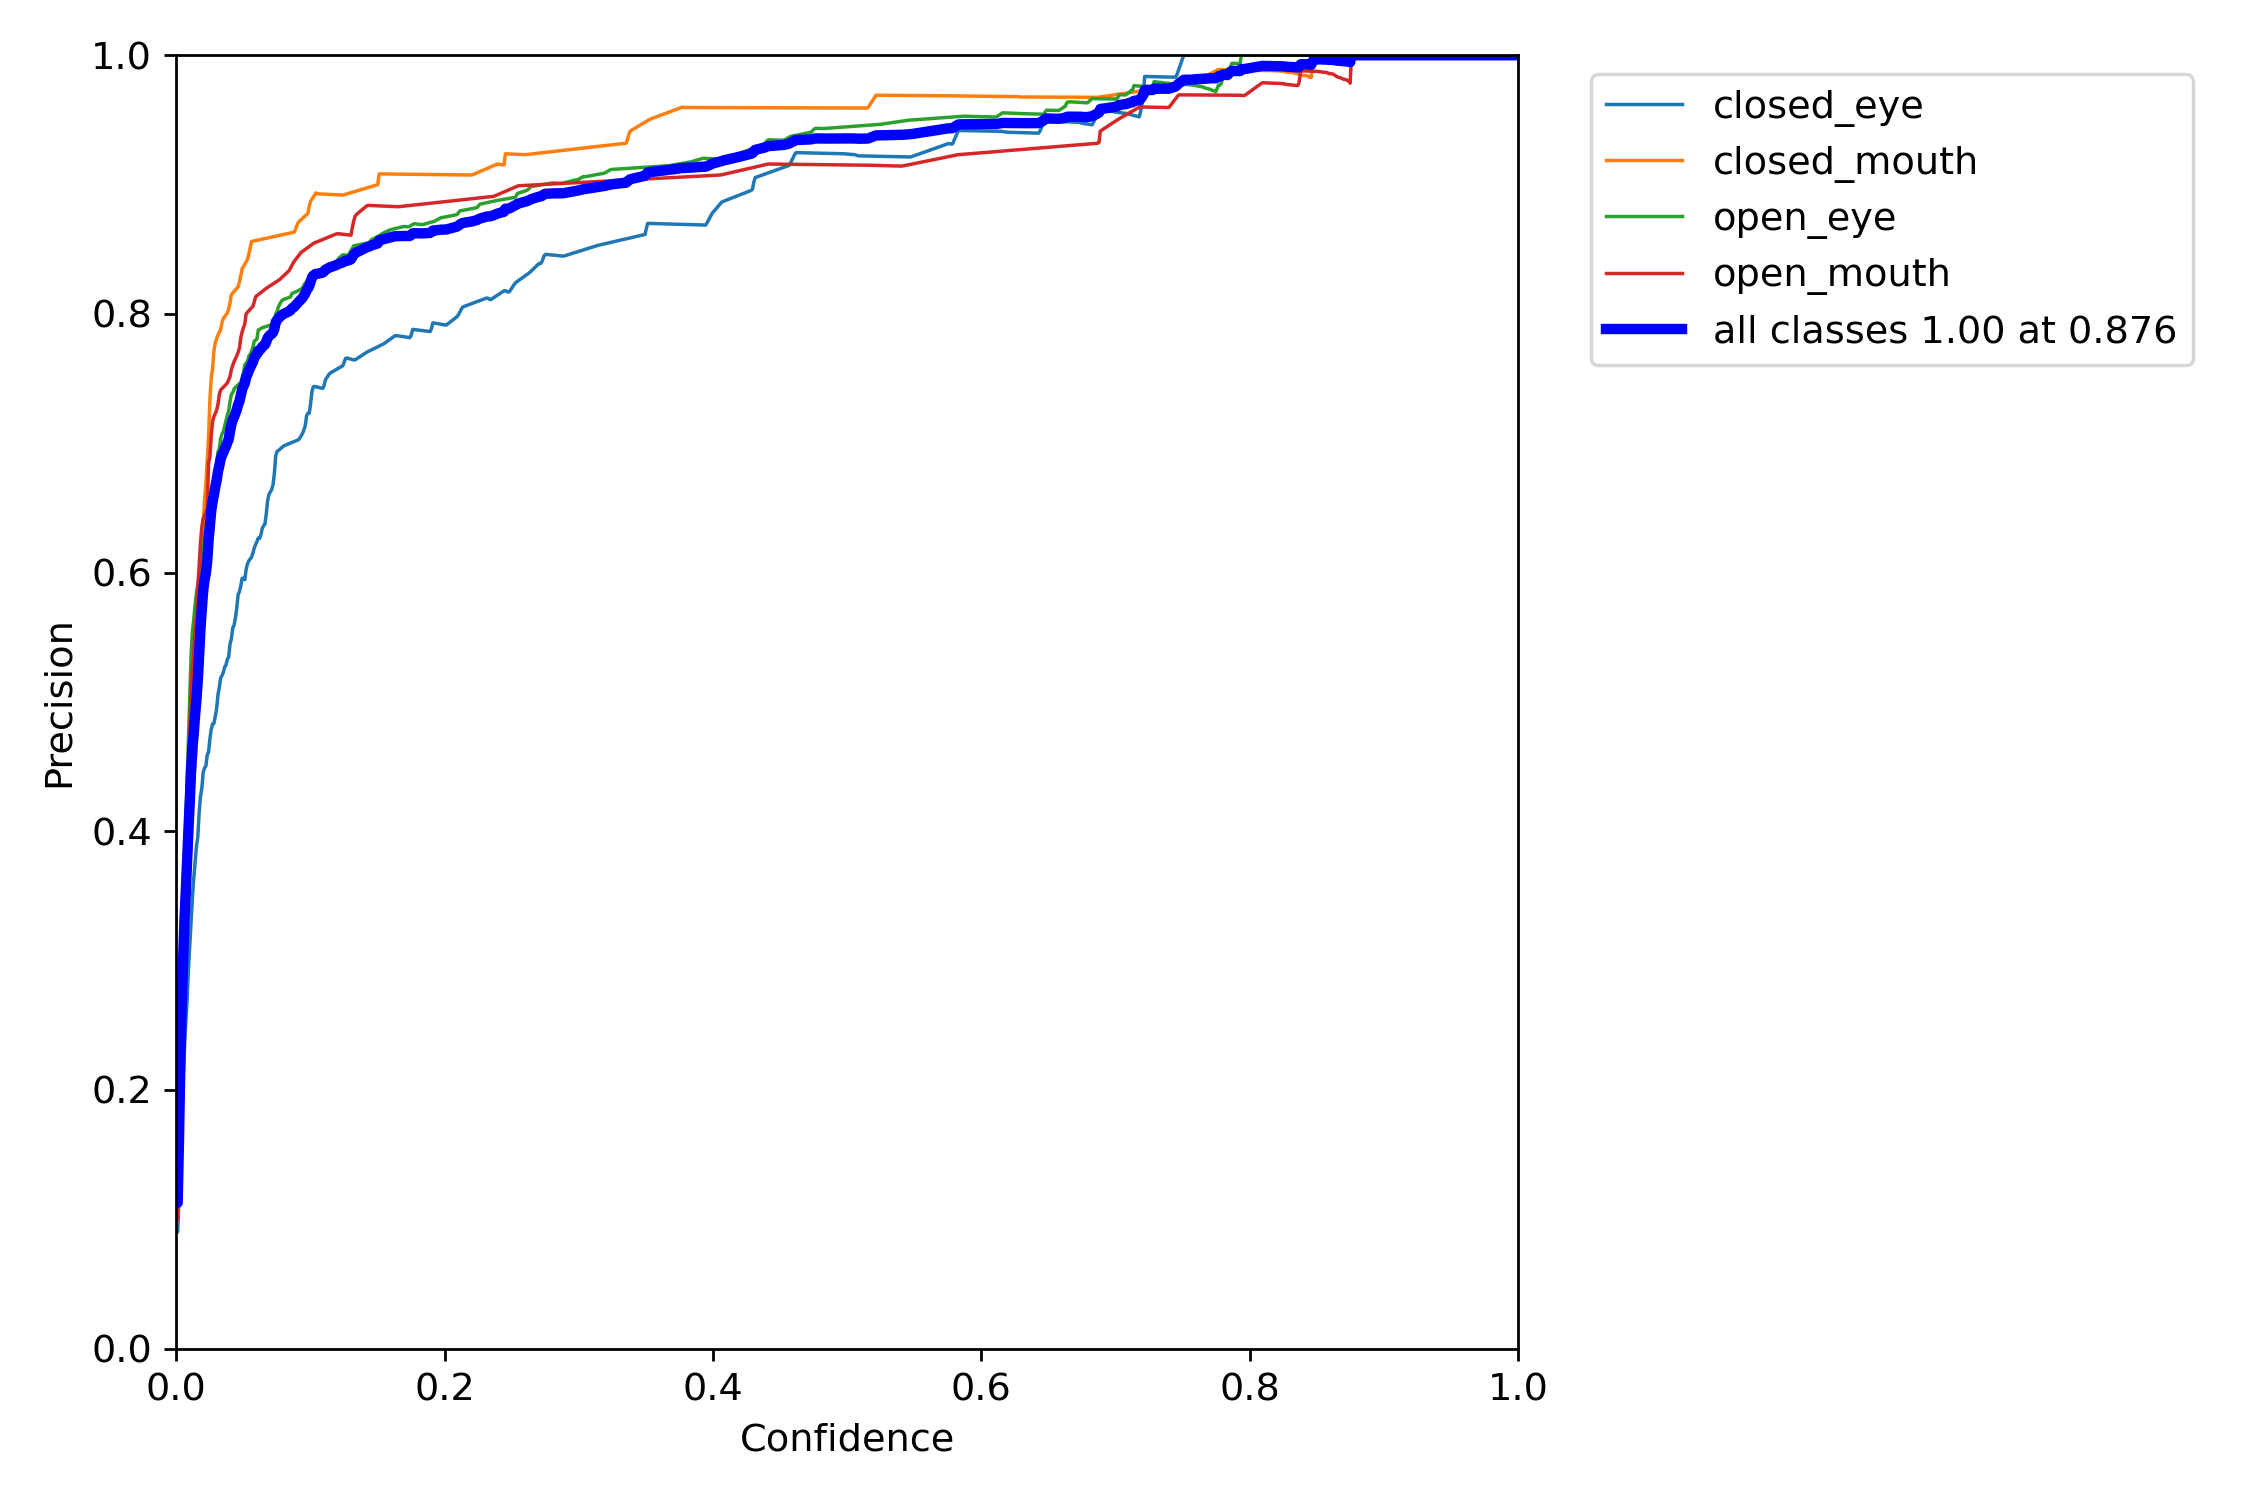 1.0
0.8
0.6
0.4
0.2
0.0
Precision
0.0 0.2 0.4 0.6 0.8 1.0
Confidence
closed_eye
closed_mouth
open_eye
open_mouth
all classes 1.00 at 0.876